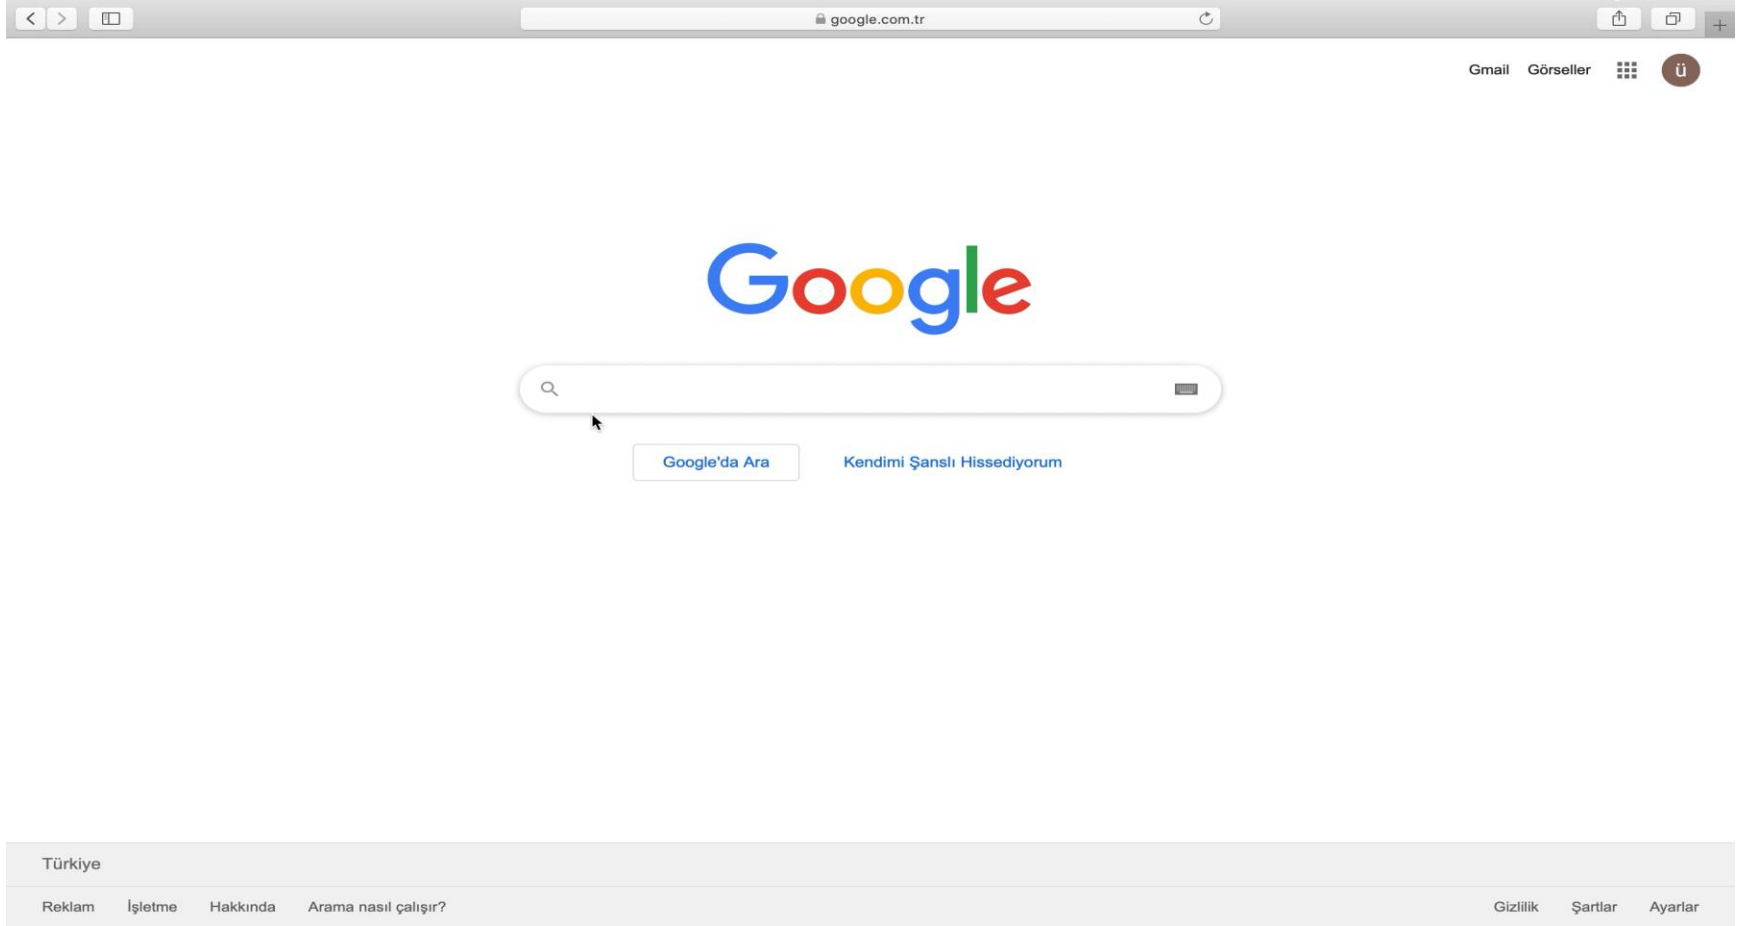 google.com.tr
Gmail Görseller
ü
Google
Google'da Ara Kendimi Şanslı Hissediyorum
Türkiye
Reklam İşletme Hakkında Arama nasıl çalışır? Gizlilik Şartlar Ayarlar